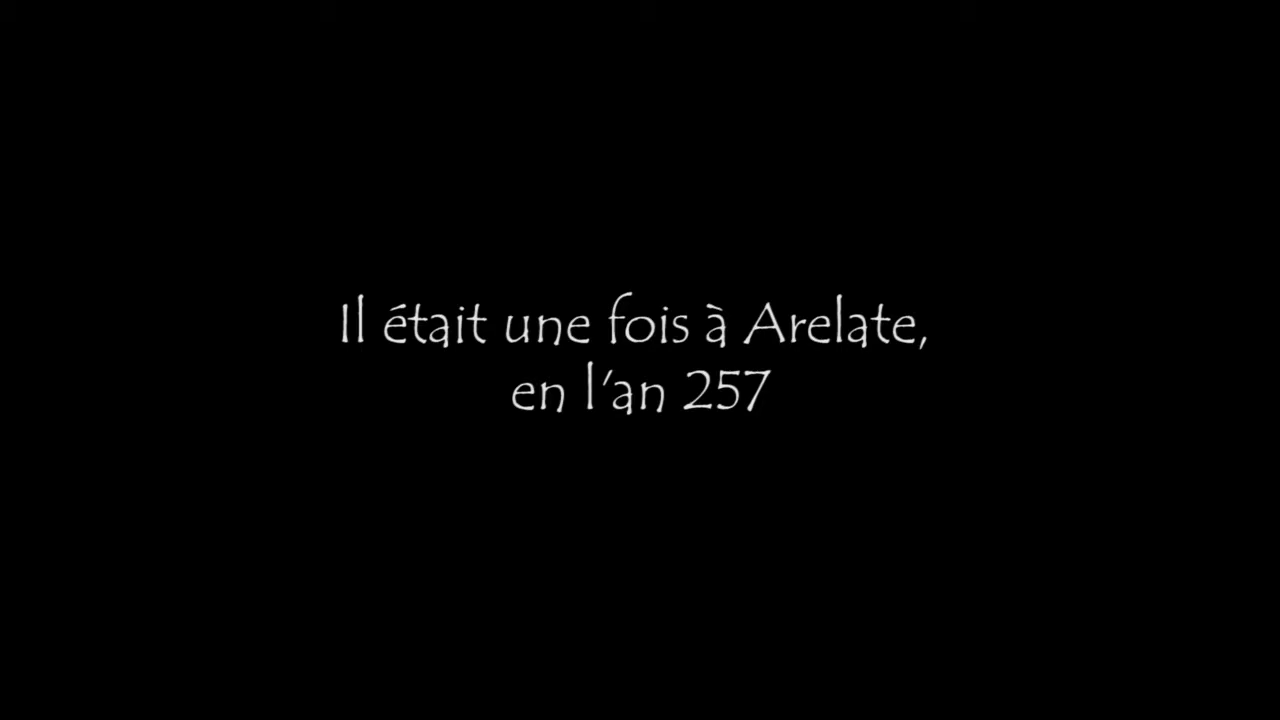 Il était une fois à Arelate,
en l'an 257